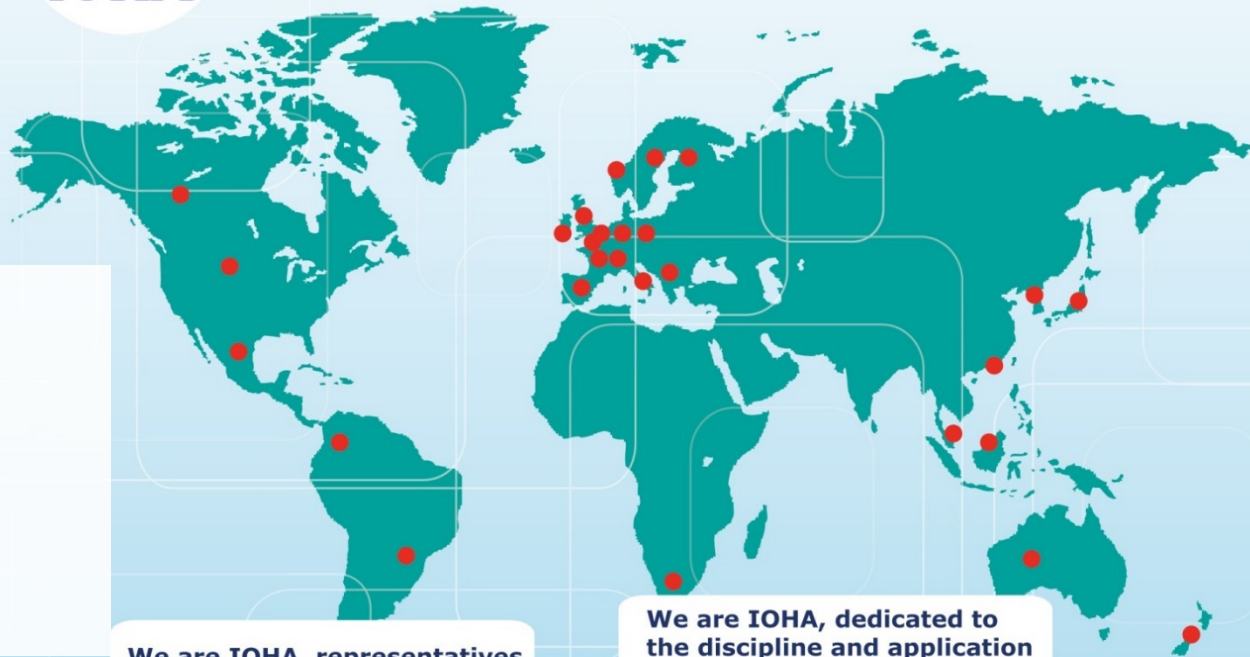 We are IOHA, representatives
We are IOHA, dedicated to
the discipline and application